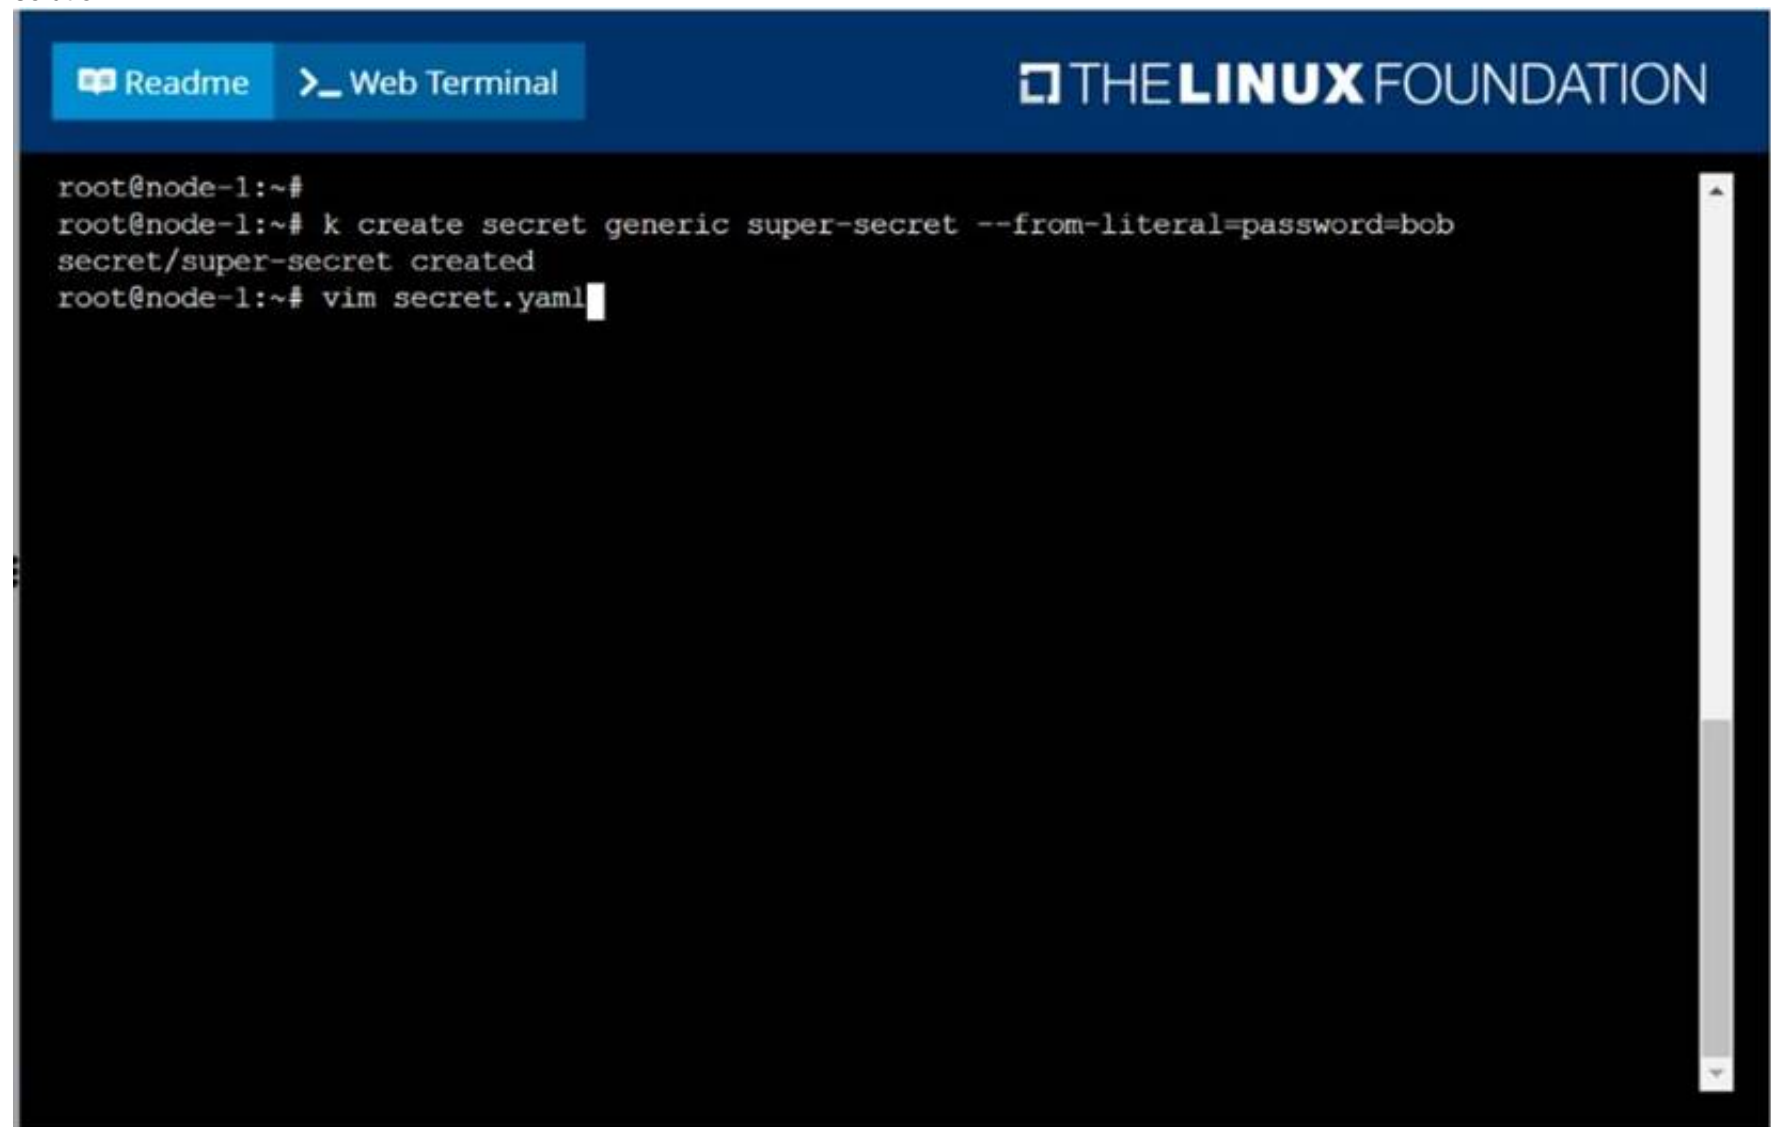 Readme
>_ Web Terminal
THE LINUX FOUNDATION
root@node-1:~#
root@node-1:~# k create secret generic super-secret --from-literal=password=bob
secret/super-secret created
root@node-1:~# vim secret.yaml